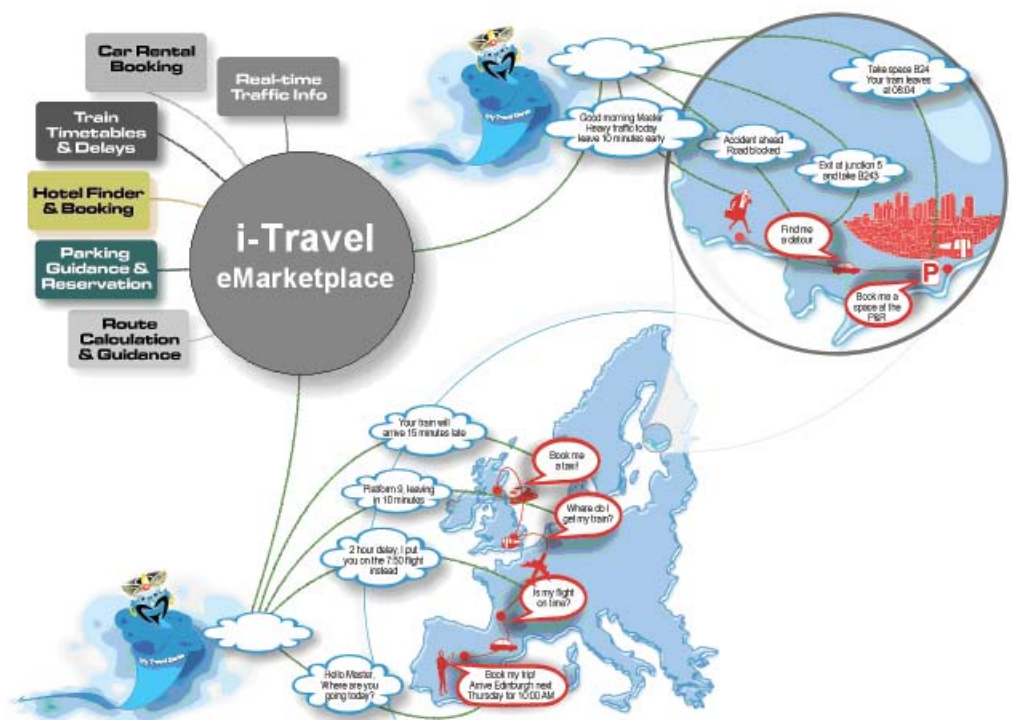 Car Rental
Booking
Real-time
Traffic Info
Train
Timetables
& Delays
Hotel Finder
& Booking
Parking
Guidance &
Reservation
Route
Calculation
& Guidance
i-Travel
eMarketplace
My Travel Genie
Good morning Master
Heavy traffic today
leave 10 minutes early
Take space B24
Your train leaves
at 08:04
Accident ahead
Road blocked
Exit at junction 5
and take B243
Find me
a detour
P
Book me a
space at the
P&R!
Your train will
arrive 15 minutes late
Book me
a taxi!
Platform 9, leaving
in 10 minutes
Where do I
get my train?
2 hour delay, I put
you on the 7:50 flight
instead
Is my flight
on time?
My Travel Genie
Hello Master,
Where are you
going today?
Book my trip!
Arrive Edinburgh next
Thursday for 10:00 AM